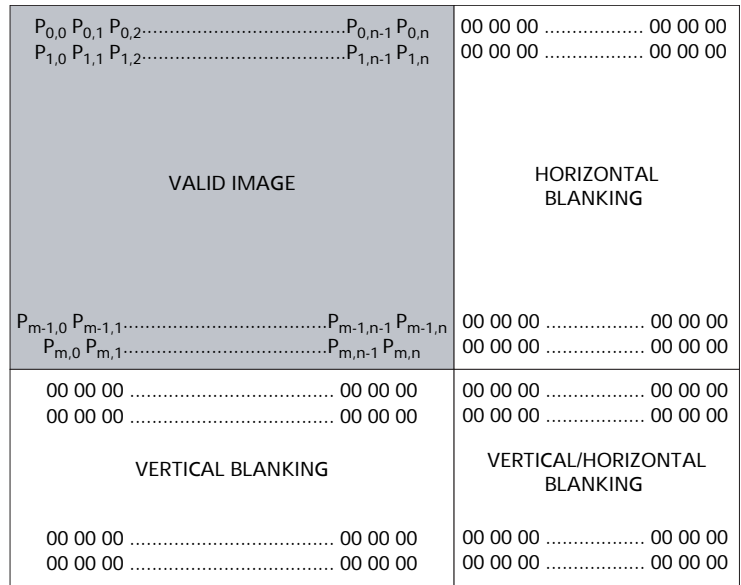 P0,0 P0,1 P0,2.....................................P0,n-1 P0,n
P1,0 P1,1 P1,2.....................................P1,n-1 P1,n
VALID IMAGE
Pm-1,0 Pm-1,1.....................................Pm-1,n-1 Pm-1,n
Pm,0 Pm,1.....................................Pm,n-1 Pm,n
00 00 00 .................. 00 00 00
00 00 00 .................. 00 00 00
HORIZONTAL
BLANKING
00 00 00 .................. 00 00 00
00 00 00 .................. 00 00 00
00 00 00 ..................................... 00 00 00
00 00 00 ..................................... 00 00 00
VERTICAL BLANKING
00 00 00 ..................................... 00 00 00
00 00 00 ..................................... 00 00 00
00 00 00 .................. 00 00 00
00 00 00 .................. 00 00 00
VERTICAL/HORIZONTAL
BLANKING
00 00 00 .................. 00 00 00
00 00 00 .................. 00 00 00